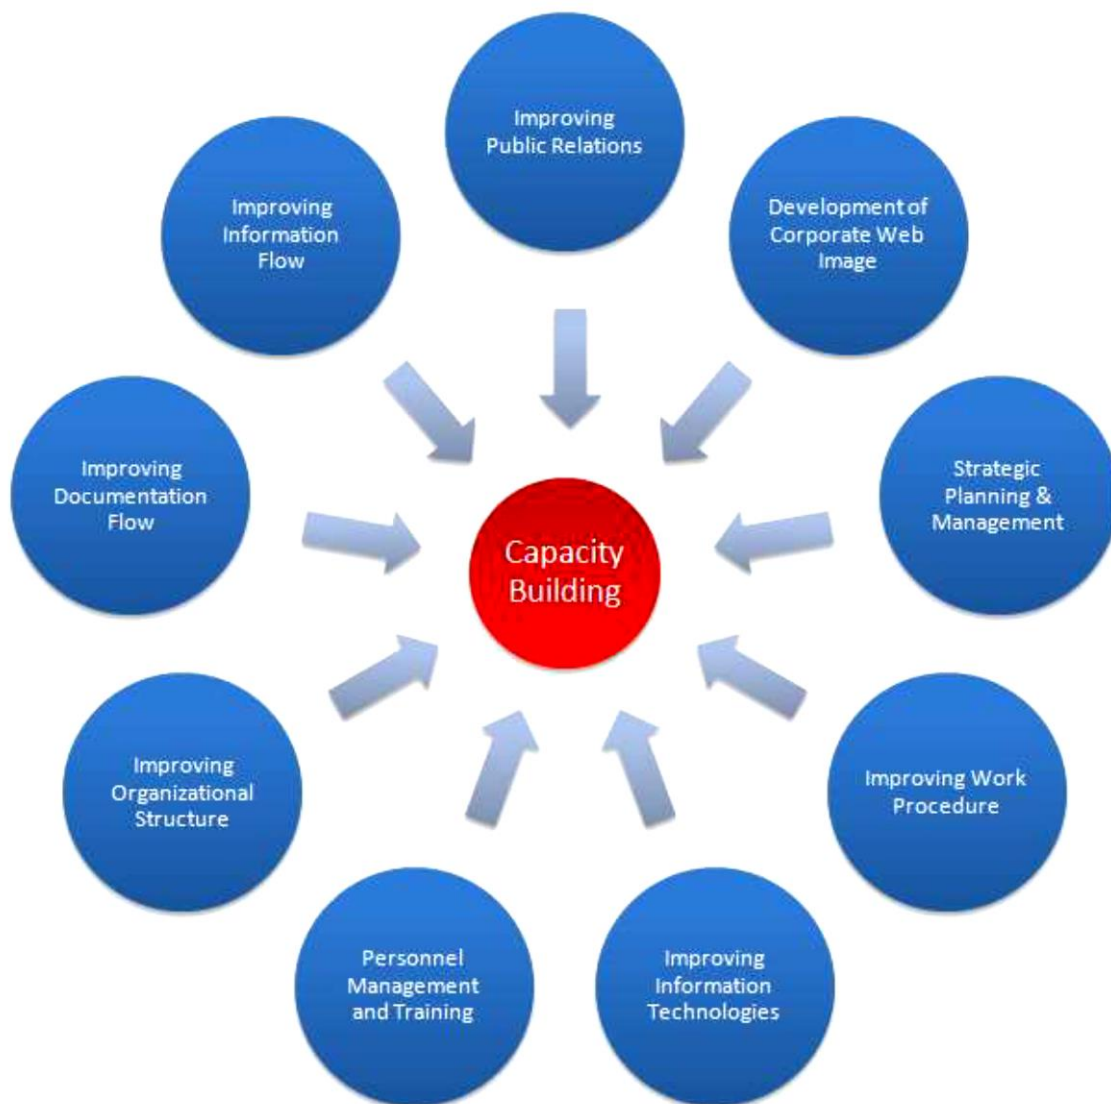 Improving
Public Relations
Development of
Corporate Web
Image
Strategic
Planning &
Management
Improving Work
Procedure
Improving
Information
Technologies
Personnel
Management
and Training
Improving
Organizational
Structure
Improving
Documentation
Flow
Improving
Information
Flow
Capacity
Building